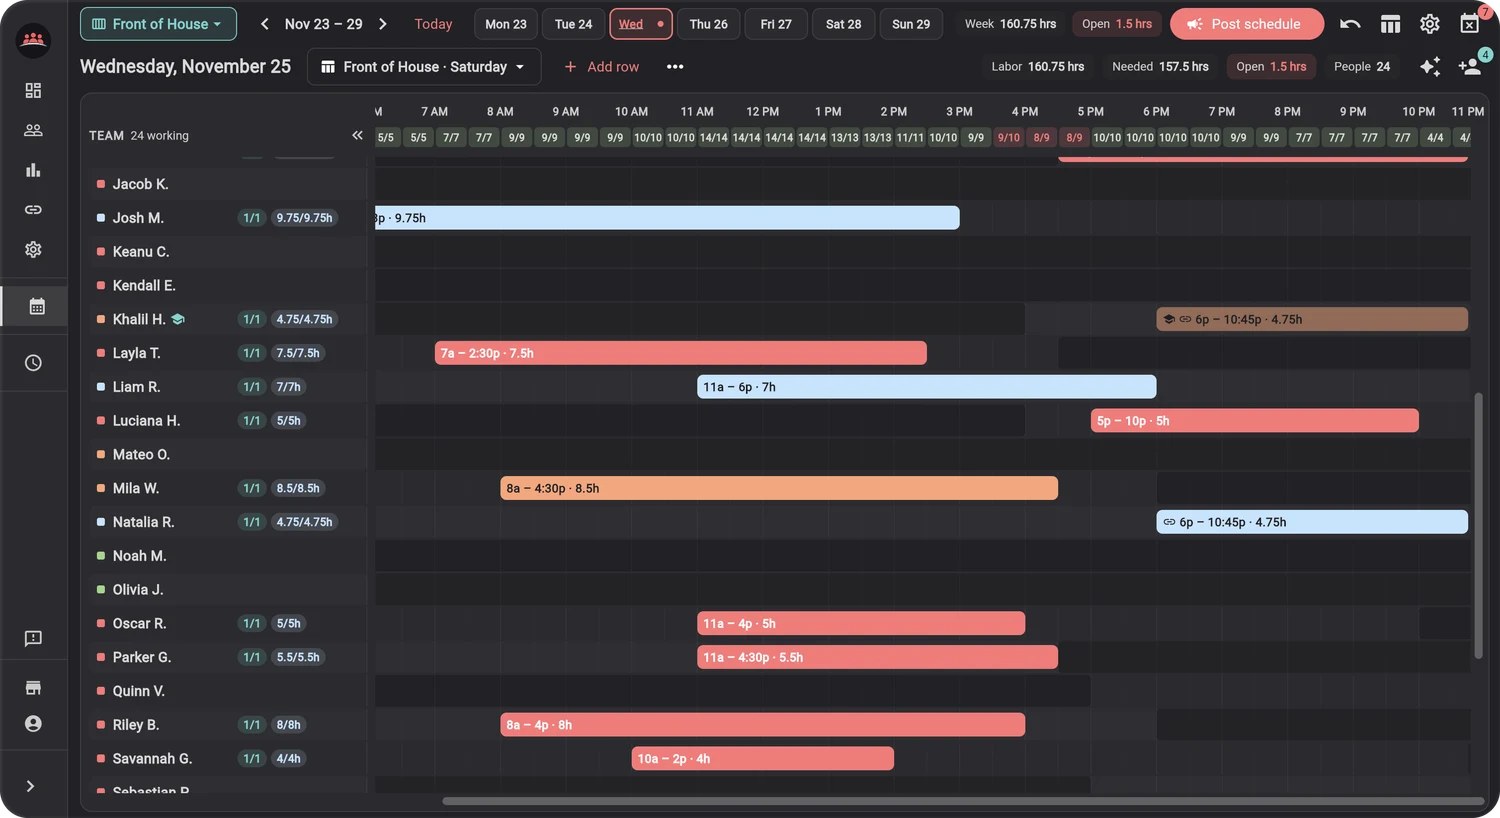 Front of House
Nov 23 – 29
Today
Mon 23
Tue 24
Wed
Thu 26
Fri 27
Sat 28
Sun 29
Week 160.75 hrs
Open 1.5 hrs
Post schedule
7
Wednesday, November 25
Front of House · Saturday
Add row
Labor 160.75 hrs
Needed 157.5 hrs
Open 1.5 hrs
People 24
4
7 AM 8 AM 9 AM 10 AM 11 AM 12 PM 1 PM 2 PM 3 PM 4 PM 5 PM 6 PM 7 PM 8 PM 9 PM 10 PM 11 PM
TEAM 24 working
5/5 5/5 7/7 7/7 9/9 9/9 9/9 9/9 10/10 10/10 14/14 14/14 14/14 14/14 13/13 13/13 11/11 10/10 9/9 9/10 8/9 8/9 10/10 10/10 10/10 10/10 9/9 9/9 7/7 7/7 7/7 7/7 4/4 4/
Jacob K.
Josh M. 1/1 9.75/9.75h 3p · 9.75h
Keanu C.
Kendall E.
Khalil H. 1/1 4.75/4.75h 6p – 10:45p · 4.75h
Layla T. 1/1 7.5/7.5h 7a – 2:30p · 7.5h
Liam R. 1/1 7/7h 11a – 6p · 7h
Luciana H. 1/1 5/5h 5p – 10p · 5h
Mateo O.
Mila W. 1/1 8.5/8.5h 8a – 4:30p · 8.5h
Natalia R. 1/1 4.75/4.75h 6p – 10:45p · 4.75h
Noah M.
Olivia J.
Oscar R. 1/1 5/5h 11a – 4p · 5h
Parker G. 1/1 5.5/5.5h 11a – 4:30p · 5.5h
Quinn V.
Riley B. 1/1 8/8h 8a – 4p · 8h
Savannah G. 1/1 4/4h 10a – 2p · 4h
Sebastian